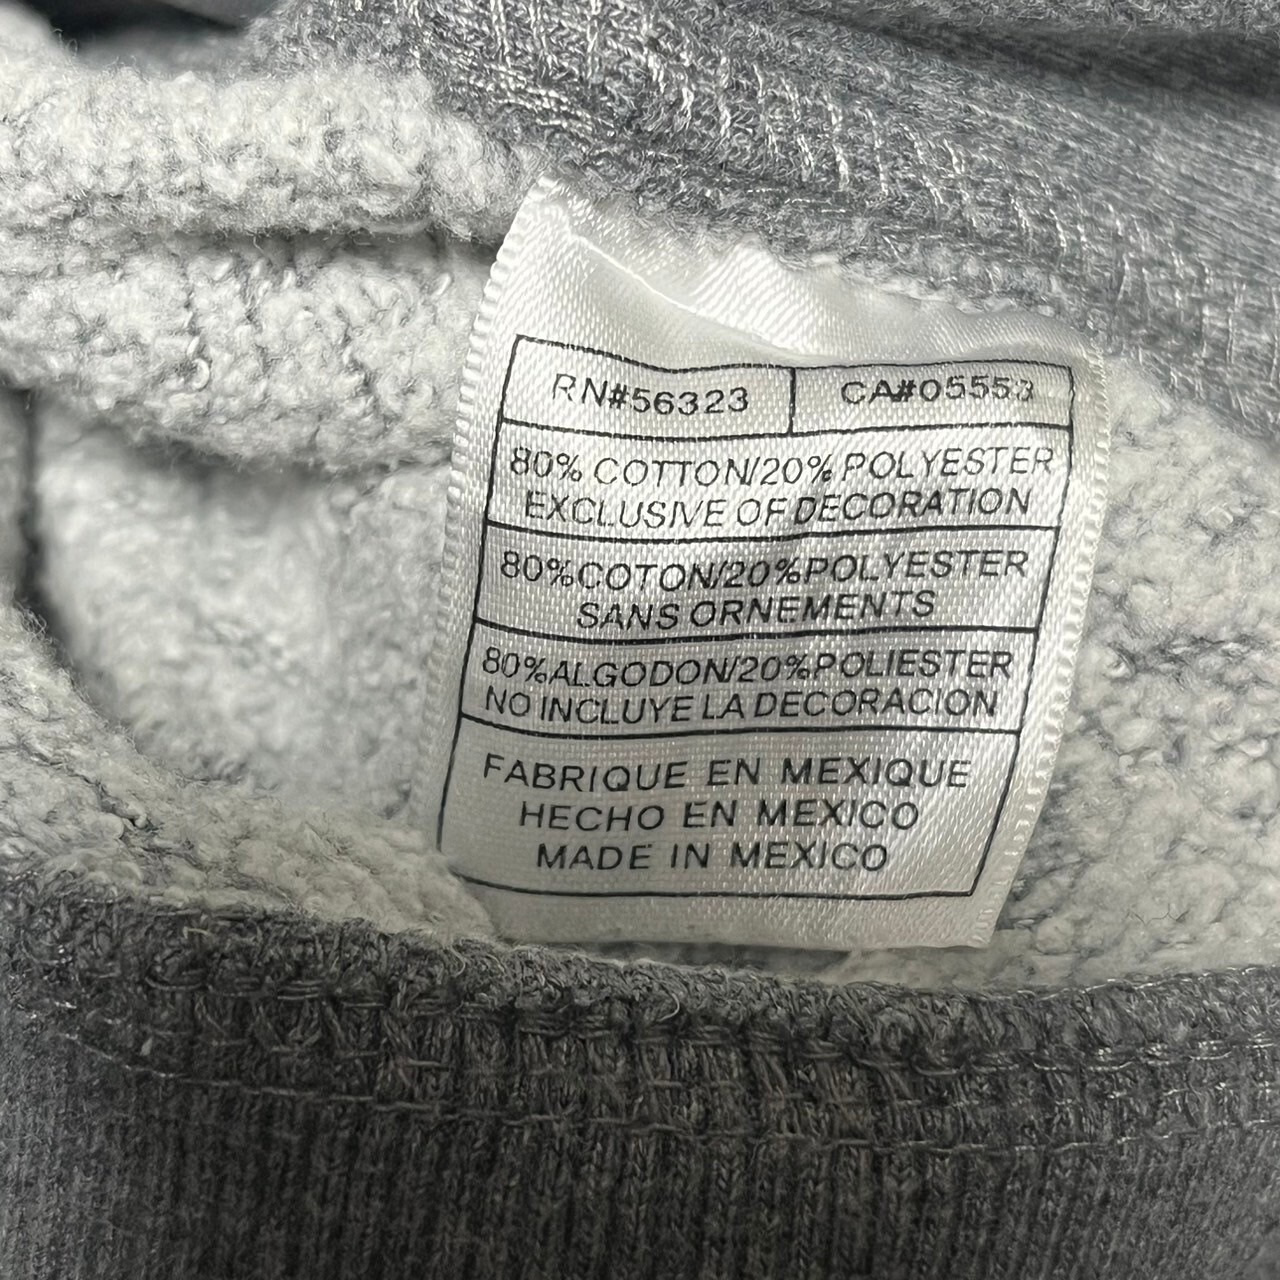 RN#56323 CA#05553
80% COTTON/20% POLYESTER
EXCLUSIVE OF DECORATION
80%COTON/20%POLYESTER
SANS ORNEMENTS
80%ALGODON/20%POLIESTER
NO INCLUYE LA DECORACION
FABRIQUE EN MEXIQUE
HECHO EN MEXICO
MADE IN MEXICO